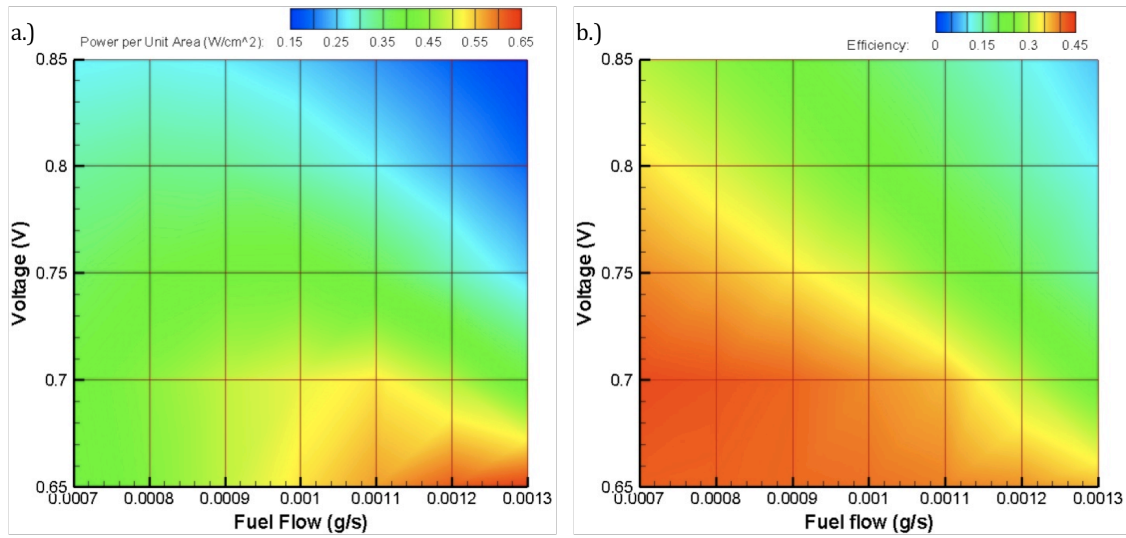 a.)
Power per Unit Area (W/cm^2): 0.15 0.25 0.35 0.45 0.55 0.65
0.85
0.8
0.75
0.7
0.65
Voltage (V)
0.0007 0.0008 0.0009 0.001 0.0011 0.0012 0.0013
Fuel Flow (g/s)
b.)
Efficiency: 0 0.15 0.3 0.45
0.85
0.8
0.75
0.7
0.65
Voltage (V)
0.0007 0.0008 0.0009 0.001 0.0011 0.0012 0.0013
Fuel flow (g/s)